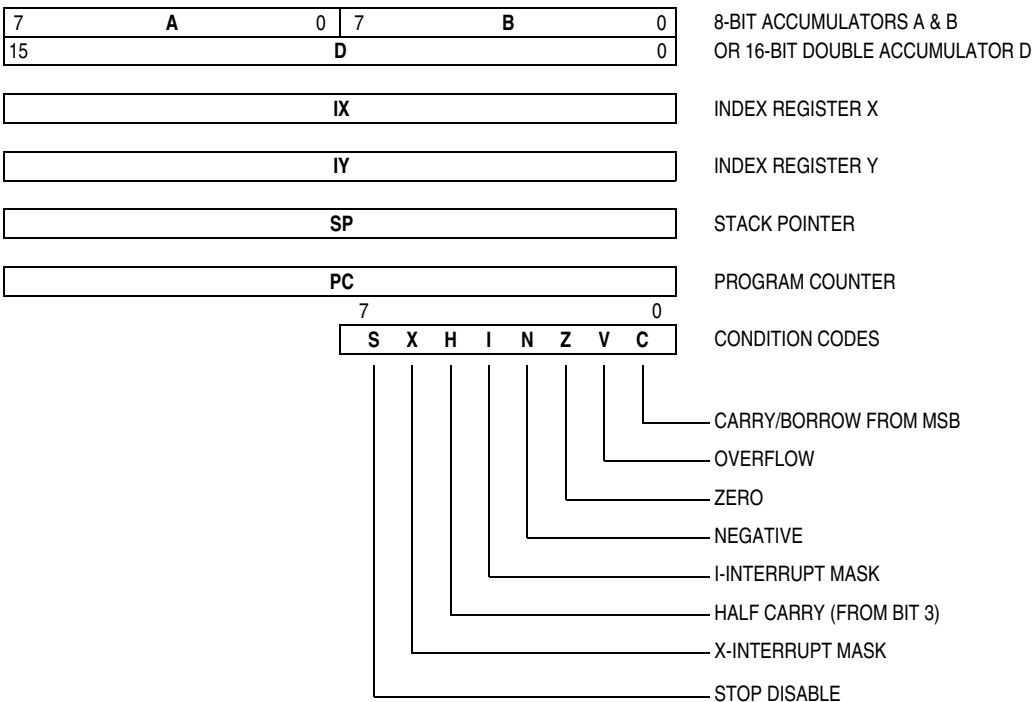 7 A 0 7 B 0 8-BIT ACCUMULATORS A & B
15 D 0 OR 16-BIT DOUBLE ACCUMULATOR D
IX INDEX REGISTER X
IY INDEX REGISTER Y
SP STACK POINTER
PC PROGRAM COUNTER
7 0
S X H I N Z V C CONDITION CODES
CARRY/BORROW FROM MSB
OVERFLOW
ZERO
NEGATIVE
I-INTERRUPT MASK
HALF CARRY (FROM BIT 3)
X-INTERRUPT MASK
STOP DISABLE